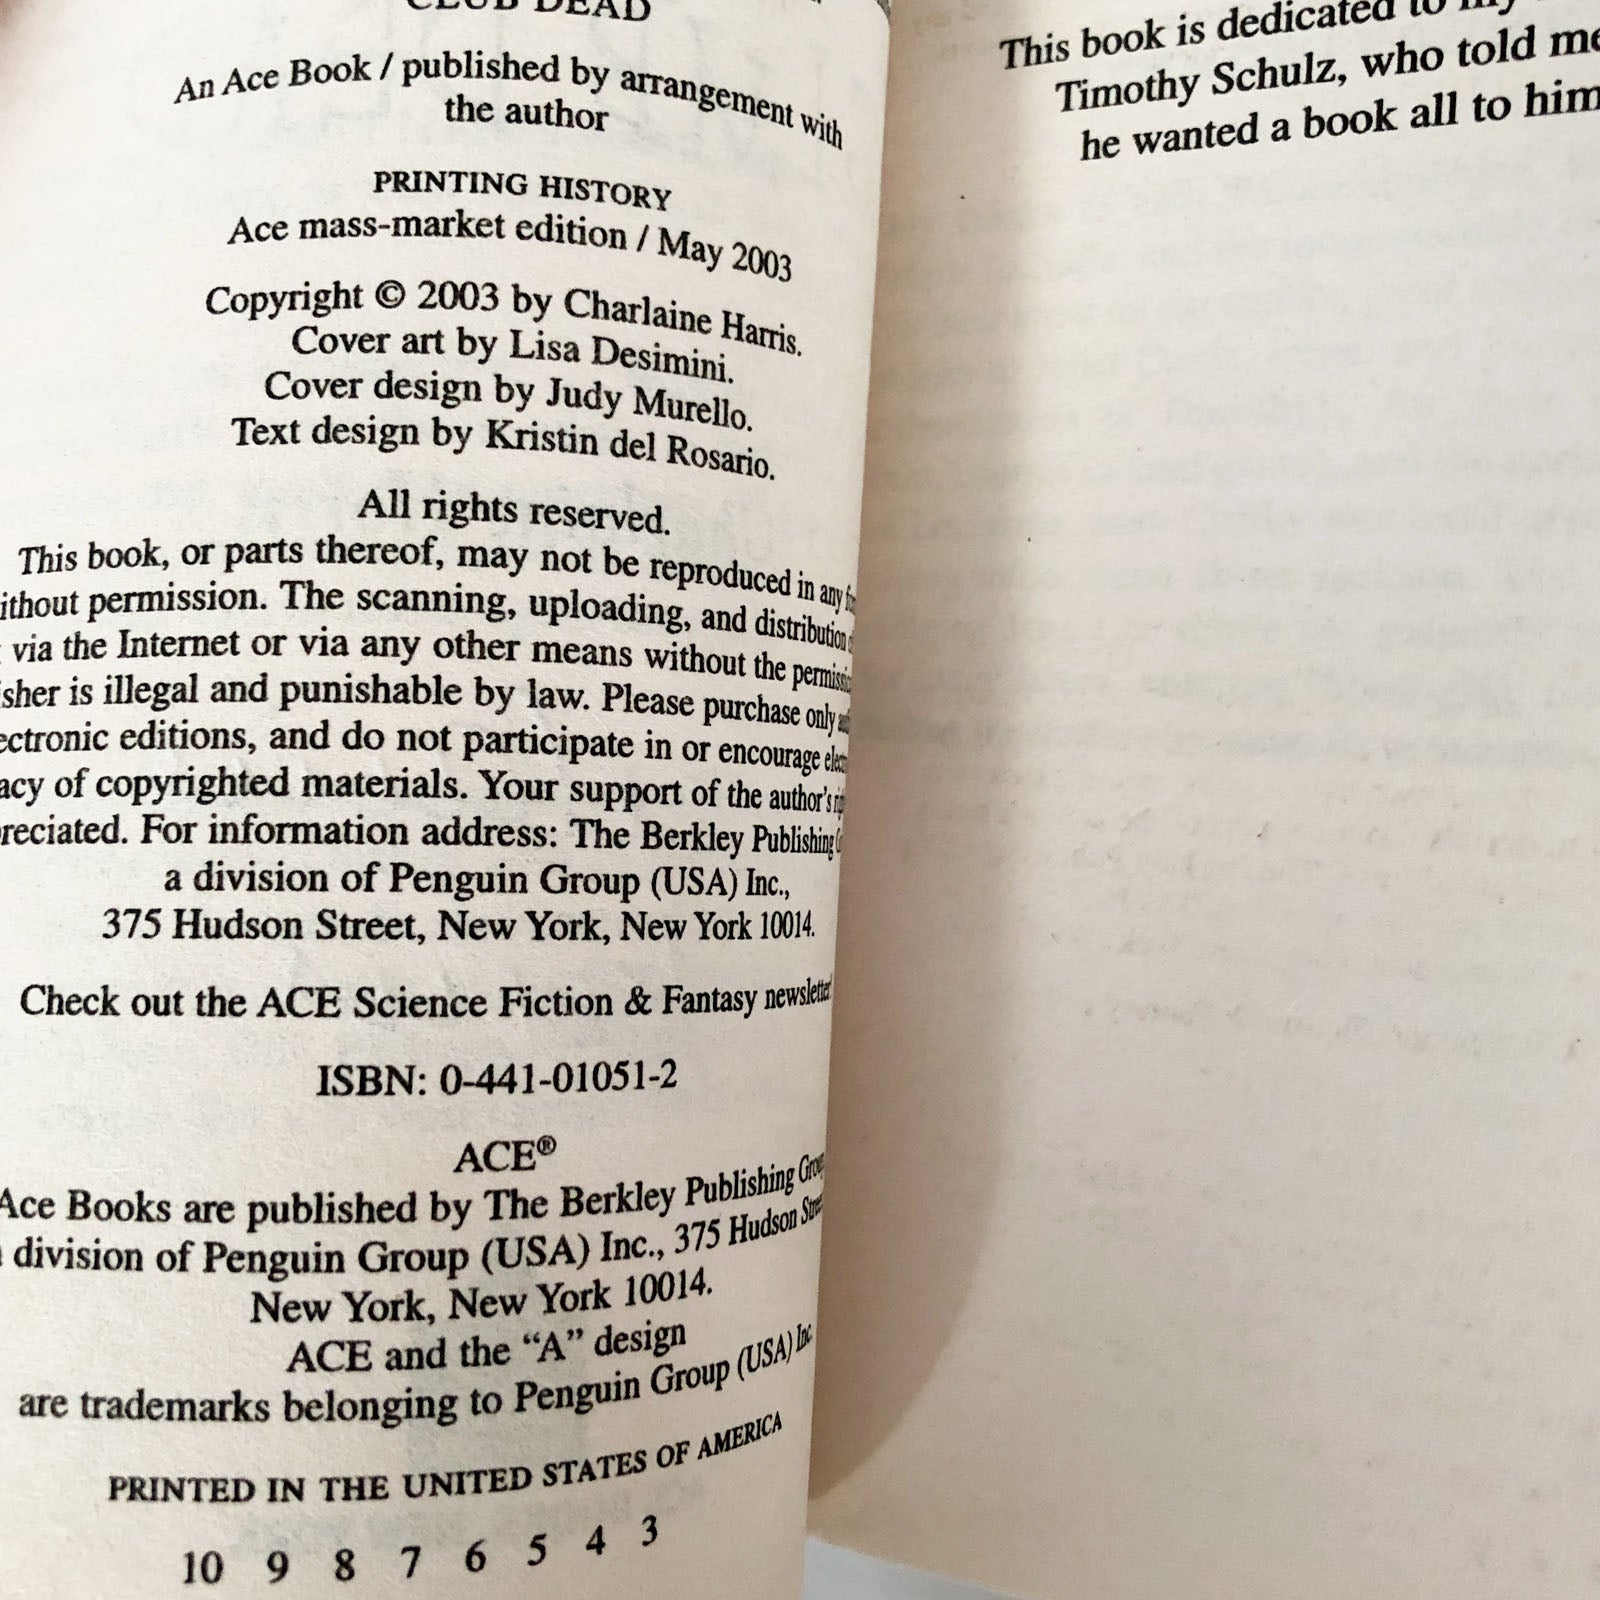 CLUB DEAD
An Ace Book / published by arrangement with
the author
PRINTING HISTORY
Ace mass-market edition / May 2003
Copyright © 2003 by Charlaine Harris.
Cover art by Lisa Desimini.
Cover design by Judy Murello.
Text design by Kristin del Rosario.
All rights reserved.
This book, or parts thereof, may not be reproduced in any
ithout permission. The scanning, uploading, and distribution
via the Internet or via any other means without the permissi
isher is illegal and punishable by law. Please purchase only
ectronic editions, and do not participate in or encourage
acy of copyrighted materials. Your support of the author's
reciated. For information address: The Berkley Publishing
a division of Penguin Group (USA) Inc.,
375 Hudson Street, New York, New York 10014.
Check out the ACE Science Fiction & Fantasy newsletter!
ISBN: 0-441-01051-2
ACE®
Ace Books are published by The Berkley Publishing Group
division of Penguin Group (USA) Inc., 375 Hudson Stre
New York, New York 10014.
ACE and the “A” design
are trademarks belonging to Penguin Group (USA) Inc.
PRINTED IN THE UNITED STATES OF AMERICA
10 9 8 7 6 5 4 3
This book is dedicated to my
Timothy Schulz, who told me
he wanted a book all to him